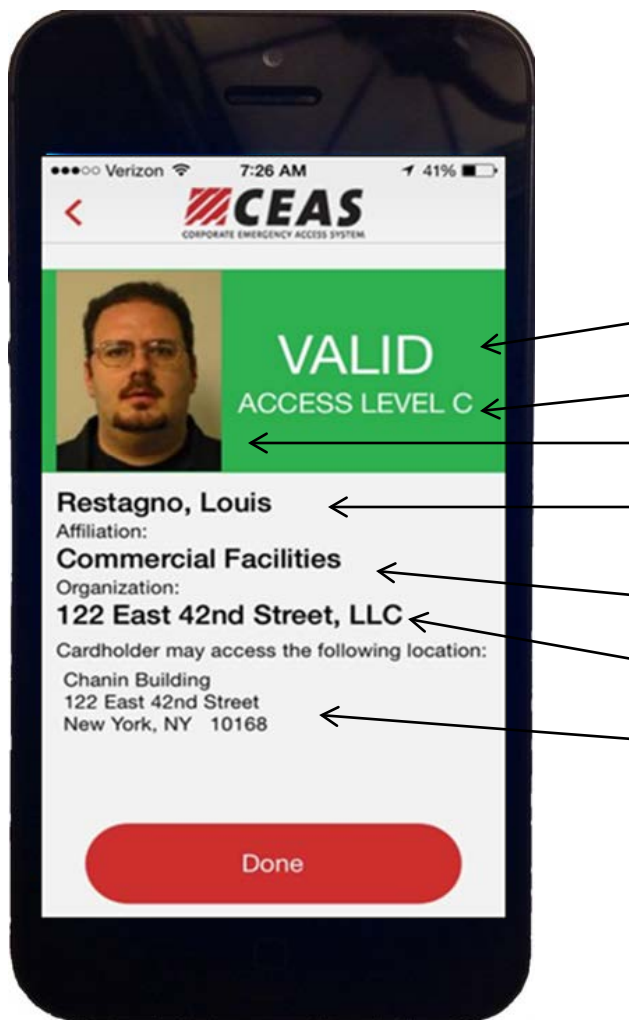 ●●●○○ Verizon 7:26 AM 41%
< CEAS
CORPORATE EMERGENCY ACCESS SYSTEM
VALID
ACCESS LEVEL C
Restagno, Louis
Affiliation:
Commercial Facilities
Organization:
122 East 42nd Street, LLC
Cardholder may access the following location:
Chanin Building
122 East 42nd Street
New York, NY 10168
Done